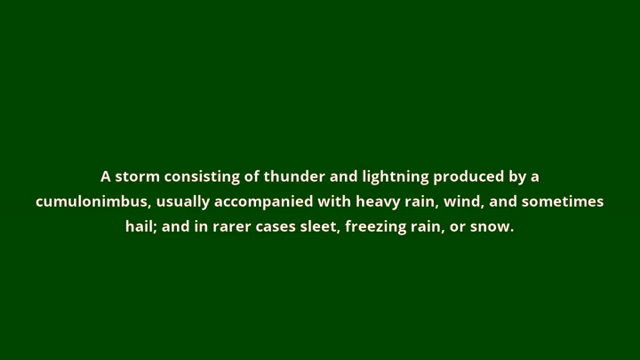 A storm consisting of thunder and lightning produced by a
cumulonimbus, usually accompanied with heavy rain, wind, and sometimes
hail; and in rarer cases sleet, freezing rain, or snow.